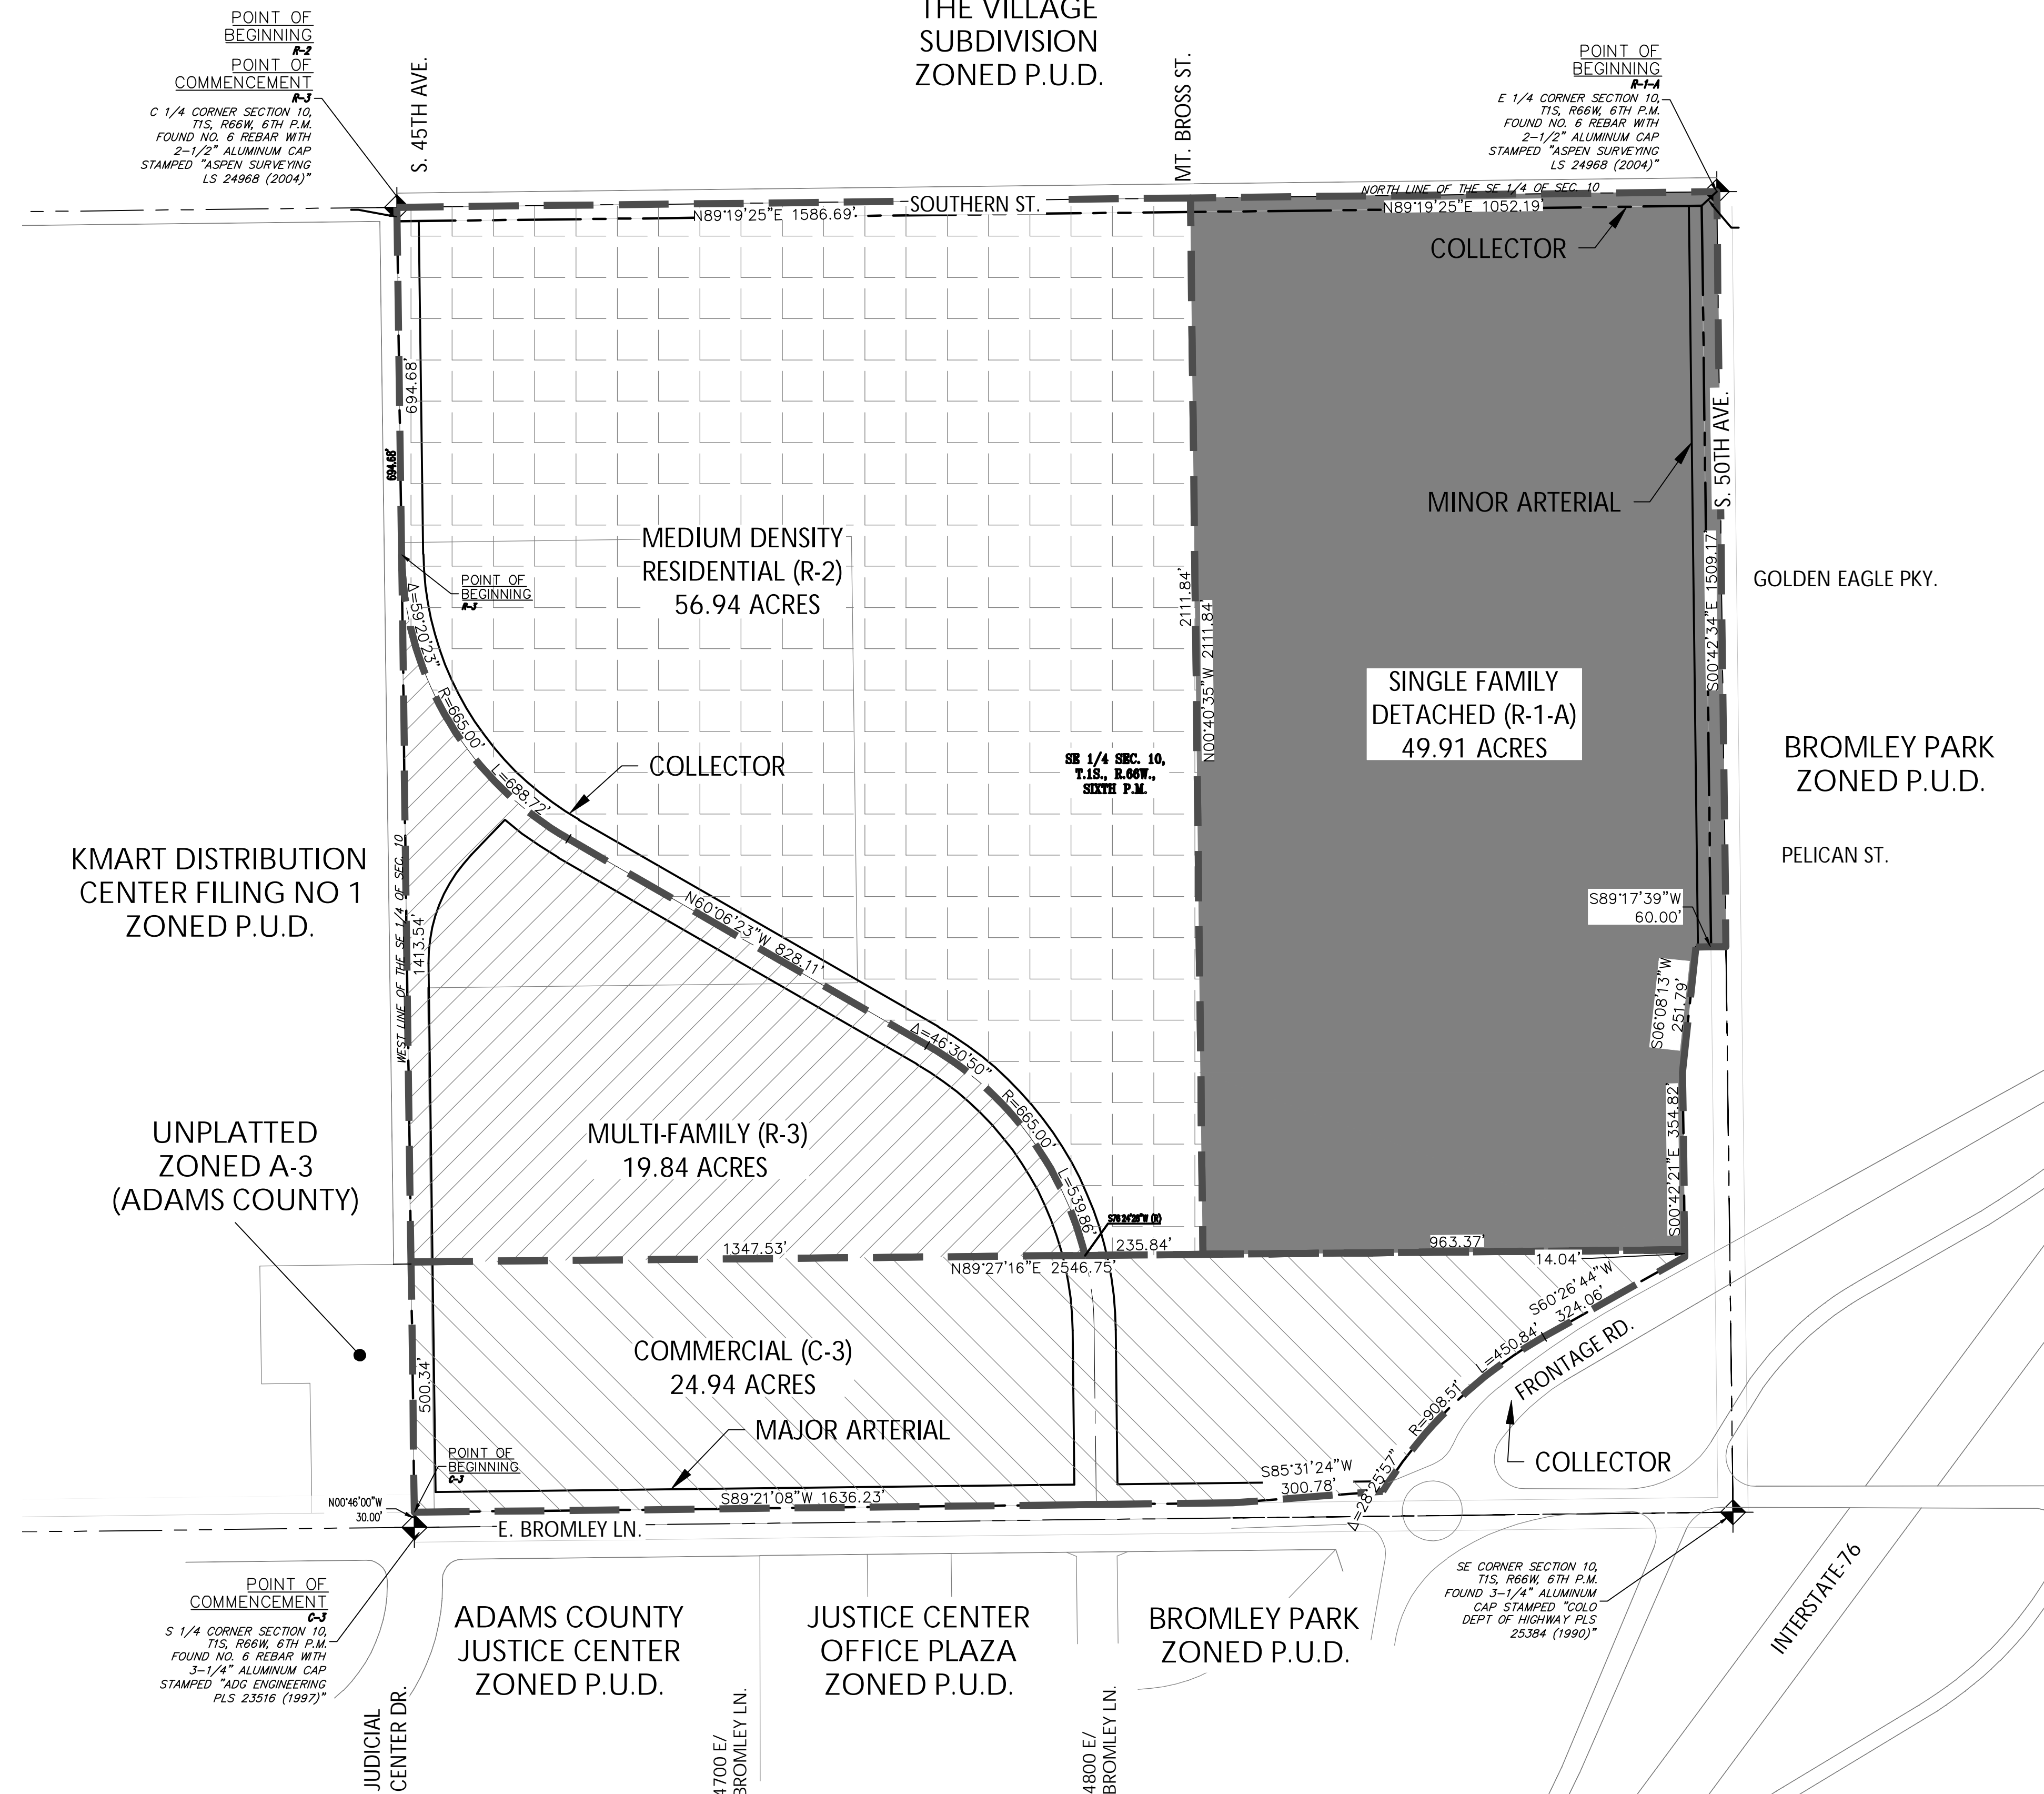 THE VILLAGE
SUBDIVISION
ZONED P.U.D.
POINT OF
BEGINNING
R-2
POINT OF
COMMENCEMENT
R-3
C 1/4 CORNER SECTION 10,
T1S, R66W, 6TH P.M.
FOUND NO. 6 REBAR WITH
2-1/2" ALUMINUM CAP
STAMPED "ASPEN SURVEYING
LS 24968 (2004)"
S. 45TH AVE.
MT. BROSS ST.
POINT OF
BEGINNING
R-1-A
E 1/4 CORNER SECTION 10,
T1S, R66W, 6TH P.M.
FOUND NO. 6 REBAR WITH
2-1/2" ALUMINUM CAP
STAMPED "ASPEN SURVEYING
LS 24968 (2004)"
NORTH LINE OF THE SE 1/4 OF SEC. 10
N89°19'25"E 1586.69'
SOUTHERN ST.
N89°19'25"E 1052.19'
COLLECTOR
694.68'
694.68'
S. 50TH AVE.
MINOR ARTERIAL
MEDIUM DENSITY
RESIDENTIAL (R-2)
56.94 ACRES
POINT OF
BEGINNING
R-3
2111.84'
N00°40'35"W 2111.84'
S00°42'34"E 1509.17'
GOLDEN EAGLE PKY.
Δ=59°20'23"
R=665.00'
L=688.72'
SINGLE FAMILY
DETACHED (R-1-A)
49.91 ACRES
COLLECTOR
SE 1/4 SEC. 10,
T.1S., R.66W.,
SIXTH P.M.
BROMLEY PARK
ZONED P.U.D.
KMART DISTRIBUTION
CENTER FILING NO 1
ZONED P.U.D.
WEST LINE OF THE SE 1/4 OF SEC. 10
1413.54'
PELICAN ST.
N60°06'23"W 828.11'
S89°17'39"W
60.00'
S06°08'13"W
251.79'
Δ=46°30'50"
R=665.00'
L=539.86'
S00°42'21"E 354.82'
UNPLATTED
ZONED A-3
(ADAMS COUNTY)
MULTI-FAMILY (R-3)
19.84 ACRES
S76°24'26"W (R)
1347.53'
235.84'
963.37'
N89°27'16"E 2546.75'
14.04'
S60°26'44"W
324.06'
L=450.84'
FRONTAGE RD.
R=908.51'
Δ=28°25'57"
COMMERCIAL (C-3)
24.94 ACRES
500.34'
MAJOR ARTERIAL
COLLECTOR
POINT OF
BEGINNING
C-3
S85°31'24"W
300.78'
N00°46'00"W
30.00'
S89°21'08"W 1636.23'
E. BROMLEY LN.
POINT OF
COMMENCEMENT
C-3
S 1/4 CORNER SECTION 10,
T1S, R66W, 6TH P.M.
FOUND NO. 6 REBAR WITH
3-1/4" ALUMINUM CAP
STAMPED "ADG ENGINEERING
PLS 23516 (1997)"
ADAMS COUNTY
JUSTICE CENTER
ZONED P.U.D.
JUSTICE CENTER
OFFICE PLAZA
ZONED P.U.D.
BROMLEY PARK
ZONED P.U.D.
SE CORNER SECTION 10,
T1S, R66W, 6TH P.M.
FOUND 3-1/4" ALUMINUM
CAP STAMPED "COLO
DEPT OF HIGHWAY PLS
25384 (1990)"
INTERSTATE-76
JUDICIAL
CENTER DR.
4700 E/
BROMLEY LN.
4800 E/
BROMLEY LN.